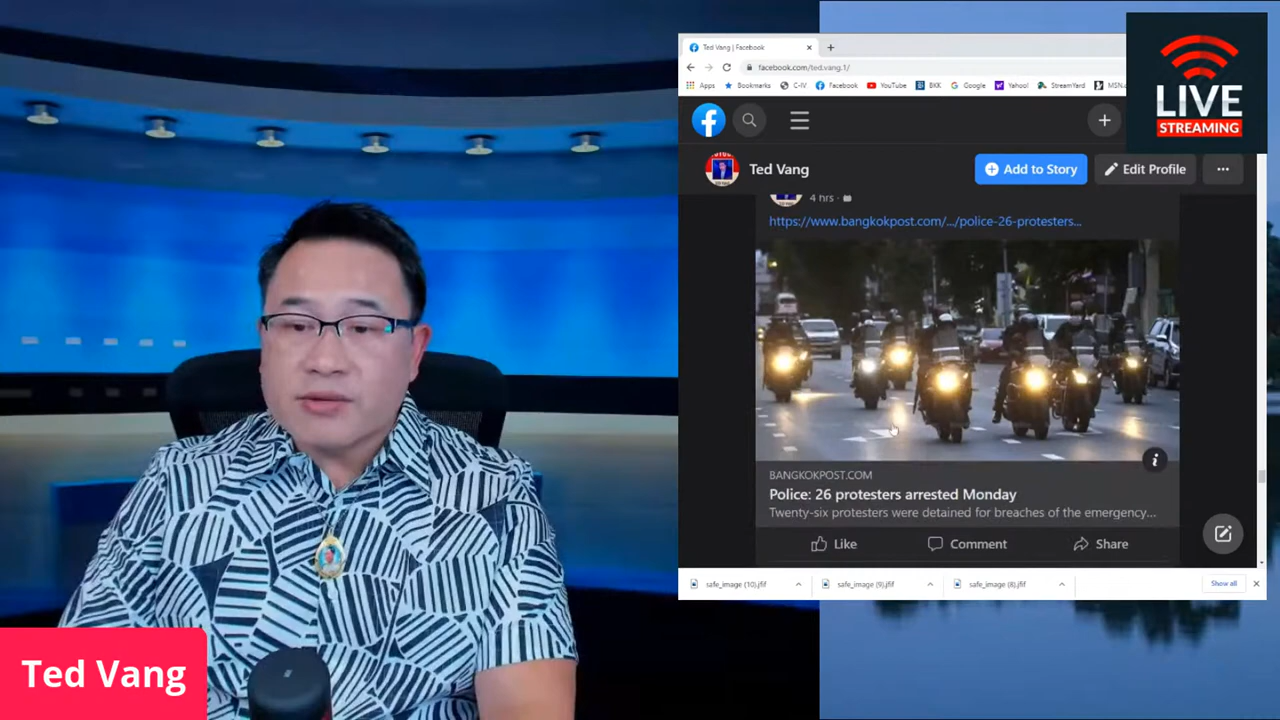 Ted Vang | Facebook
facebook.com/ted.vang.1/
Apps Bookmarks C-IV Facebook YouTube BKK Google Yahoo! StreamYard MSN.
LIVE
STREAMING
Ted Vang
Add to Story
Edit Profile
4 hrs
https://www.bangkokpost.com/.../police-26-protesters...
BANGKOKPOST.COM
Police: 26 protesters arrested Monday
Twenty-six protesters were detained for breaches of the emergency...
Like
Comment
Share
safe_image (10).jfif
safe_image (9).jfif
safe_image (8).jfif
Show all
Ted Vang